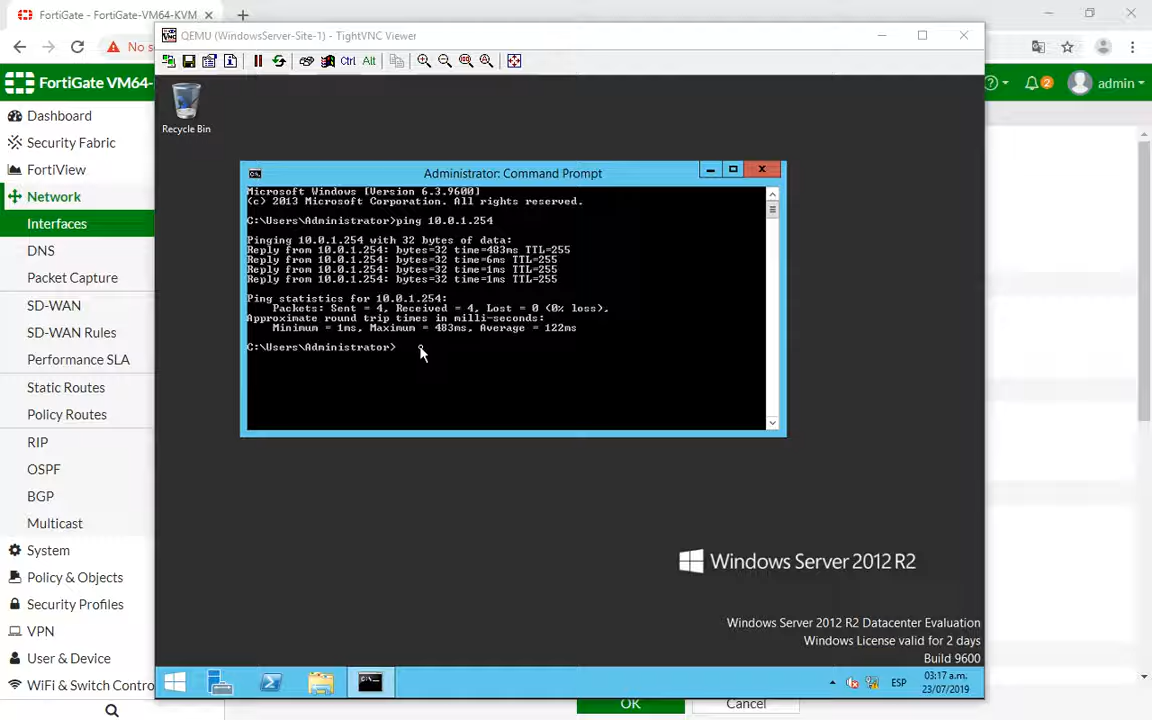 FortiGate - FortiGate-VM64-KVM
No s
QEMU (WindowsServer-Site-1) - TightVNC Viewer
Ctrl Alt
FortiGate VM64-
2
admin
Dashboard
Security Fabric
FortiView
Network
Interfaces
DNS
Packet Capture
SD-WAN
SD-WAN Rules
Performance SLA
Static Routes
Policy Routes
RIP
OSPF
BGP
Multicast
System
Policy & Objects
Security Profiles
VPN
User & Device
WiFi & Switch Contro
Recycle Bin
Administrator: Command Prompt
Microsoft Windows [Version 6.3.9600]
(c) 2013 Microsoft Corporation. All rights reserved.
C:\Users\Administrator>ping 10.0.1.254
Pinging 10.0.1.254 with 32 bytes of data:
Reply from 10.0.1.254: bytes=32 time=483ms TTL=255
Reply from 10.0.1.254: bytes=32 time=6ms TTL=255
Reply from 10.0.1.254: bytes=32 time=1ms TTL=255
Reply from 10.0.1.254: bytes=32 time=1ms TTL=255
Ping statistics for 10.0.1.254:
Packets: Sent = 4, Received = 4, Lost = 0 (0% loss),
Approximate round trip times in milli-seconds:
Minimum = 1ms, Maximum = 483ms, Average = 122ms
C:\Users\Administrator>
Windows Server 2012 R2
Windows Server 2012 R2 Datacenter Evaluation
Windows License valid for 2 days
Build 9600
ESP
03:17 a.m.
23/07/2019
OK
Cancel